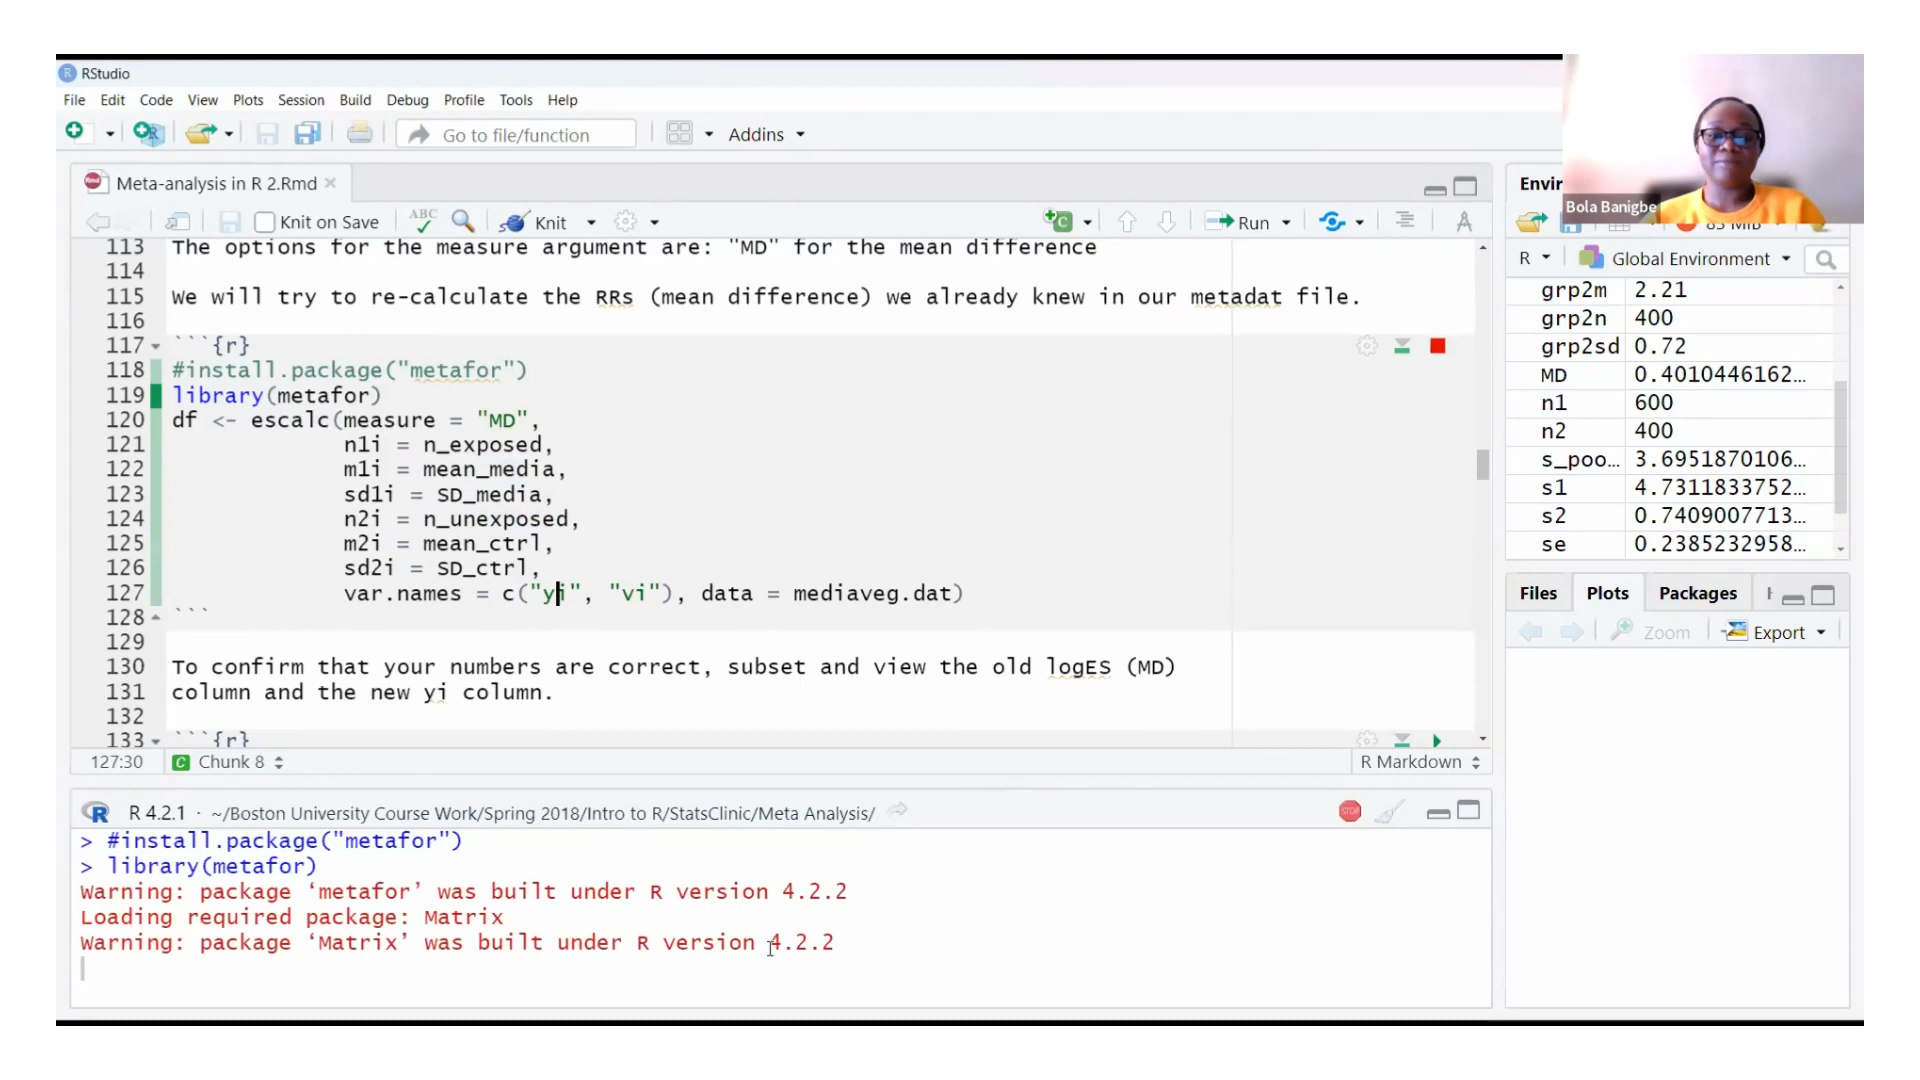 RStudio
File Edit Code View Plots Session Build Debug Profile Tools Help
Go to file/function
Addins
Meta-analysis in R 2.Rmd
Knit on Save
ABC
Knit
Run
113 The options for the measure argument are: "MD" for the mean difference
114
115 We will try to re-calculate the RRs (mean difference) we already knew in our metadat file.
116
117 ```{r}
118 #install.package("metafor")
119 library(metafor)
120 df <- escalc(measure = "MD",
121 n1i = n_exposed,
122 m1i = mean_media,
123 sd1i = SD_media,
124 n2i = n_unexposed,
125 m2i = mean_ctrl,
126 sd2i = SD_ctrl,
127 var.names = c("yi", "vi"), data = mediaveg.dat)
128 ```
129
130 To confirm that your numbers are correct, subset and view the old logES (MD)
131 column and the new yi column.
132
133 ```{r}
127:30 Chunk 8 R Markdown
R 4.2.1 · ~/Boston University Course Work/Spring 2018/Intro to R/StatsClinic/Meta Analysis/
STOP
> #install.package("metafor")
> library(metafor)
Warning: package ‘metafor’ was built under R version 4.2.2
Loading required package: Matrix
Warning: package ‘Matrix’ was built under R version 4.2.2
Bola Banigbe
R Global Environment
grp2m 2.21
grp2n 400
grp2sd 0.72
MD 0.4010446162...
n1 600
n2 400
s_poo... 3.6951870106...
s1 4.7311833752...
s2 0.7409007713...
se 0.2385232958...
Files Plots Packages
Zoom Export